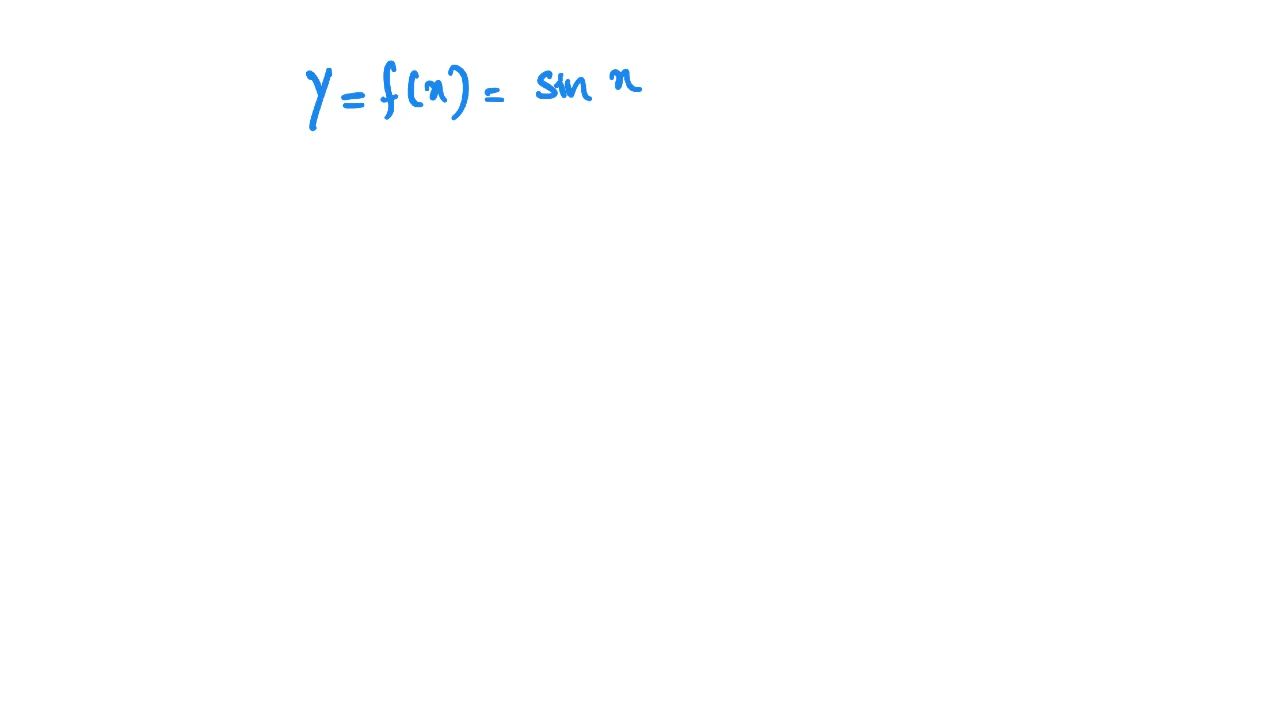 y = f(x) = sin x